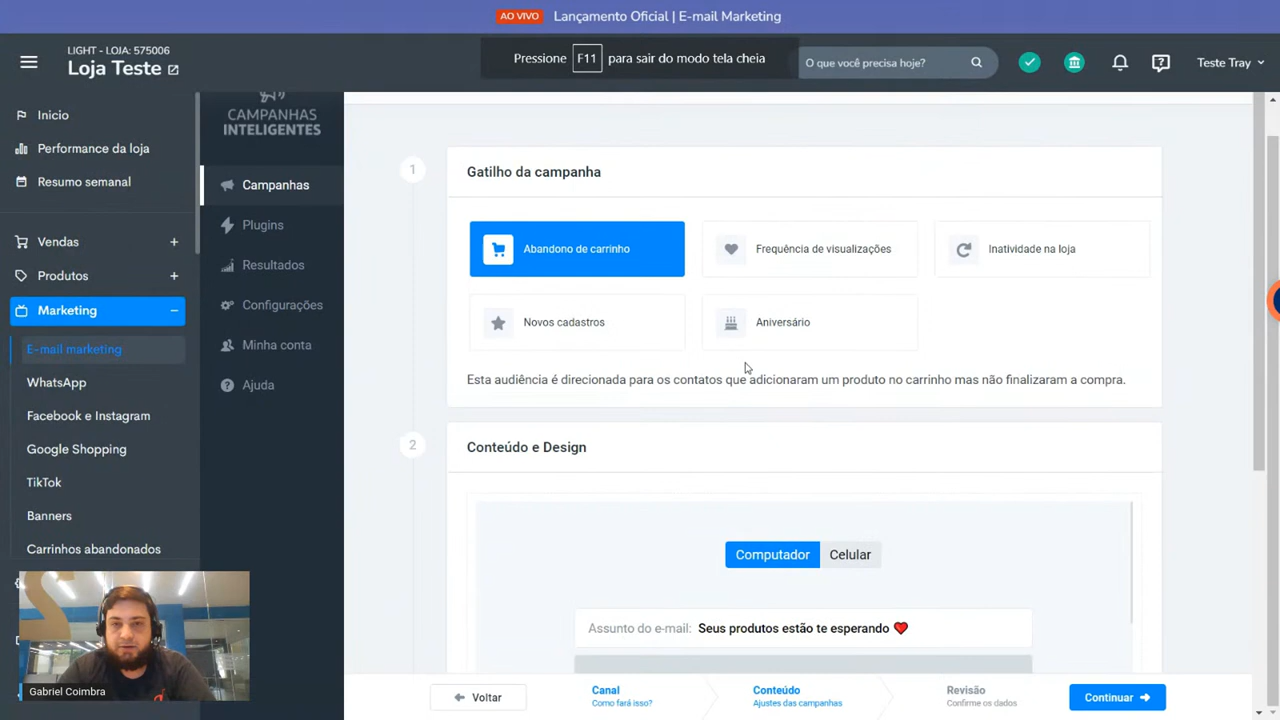 AO VIVO Lançamento Oficial | E-mail Marketing
LIGHT - LOJA: 575006
Loja Teste
Pressione F11 para sair do modo tela cheia
O que você precisa hoje?
Teste Tray
Inicio
Performance da loja
Resumo semanal
Vendas +
Produtos +
Marketing −
E-mail marketing
WhatsApp
Facebook e Instagram
Google Shopping
TikTok
Banners
Carrinhos abandonados
Gabriel Coimbra
CAMPANHAS
INTELIGENTES
Campanhas
Plugins
Resultados
Configurações
Minha conta
Ajuda
1
Gatilho da campanha
Abandono de carrinho
Frequência de visualizações
Inatividade na loja
Novos cadastros
Aniversário
Esta audiência é direcionada para os contatos que adicionaram um produto no carrinho mas não finalizaram a compra.
2
Conteúdo e Design
Computador Celular
Assunto do e-mail: Seus produtos estão te esperando ❤
Voltar
Canal
Como fará isso?
Conteúdo
Ajustes das campanhas
Revisão
Confirme os dados
Continuar